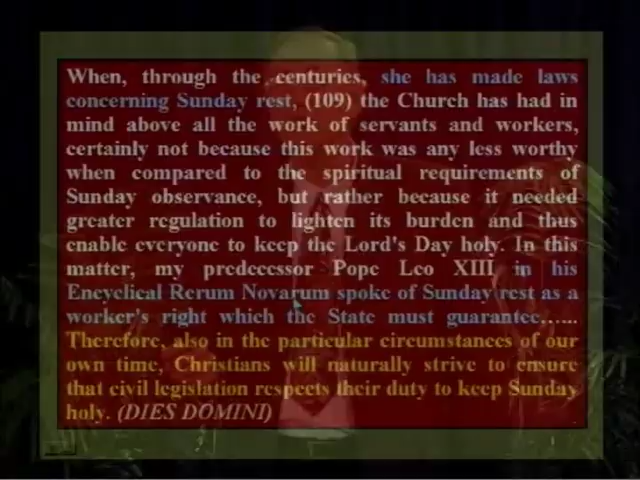 When, through the centuries, she has made laws
concerning Sunday rest, (109) the Church has had in
mind above all the work of servants and workers,
certainly not because this work was any less worthy
when compared to the spiritual requirements of
Sunday observance, but rather because it needed
greater regulation to lighten its burden and thus
enable everyone to keep the Lord's Day holy. In this
matter, my predecessor Pope Leo XIII in his
Encyclical Rerum Novarum spoke of Sunday rest as a
worker's right which the State must guarantee......
Therefore, also in the particular circumstances of our
own time, Christians will naturally strive to ensure
that civil legislation respects their duty to keep Sunday
holy. (DIES DOMINI)